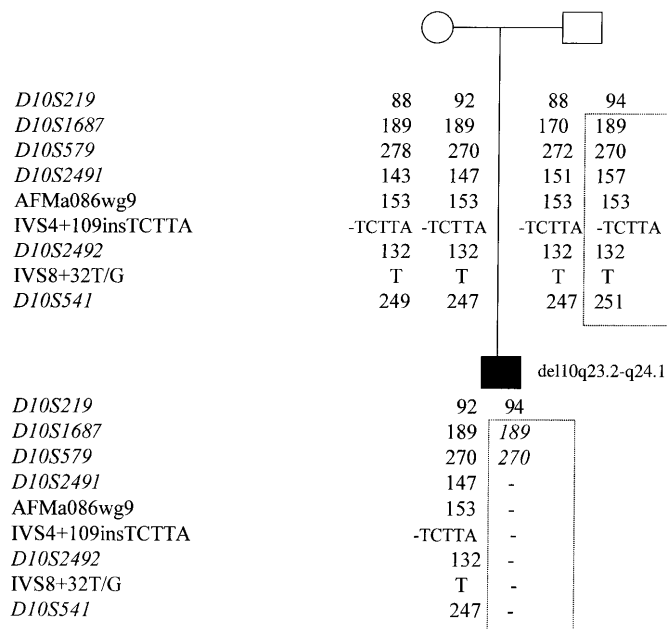 D10S219 88 92 88 94
D10S1687 189 189 170 189
D10S579 278 270 272 270
D10S2491 143 147 151 157
AFMa086wg9 153 153 153 153
IVS4+109insTCTTA -TCTTA -TCTTA -TCTTA -TCTTA
D10S2492 132 132 132 132
IVS8+32T/G T T T T
D10S541 249 247 247 251
del10q23.2-q24.1
D10S219 92 94
D10S1687 189 189
D10S579 270 270
D10S2491 147 -
AFMa086wg9 153 -
IVS4+109insTCTTA -TCTTA -
D10S2492 132 -
IVS8+32T/G T -
D10S541 247 -